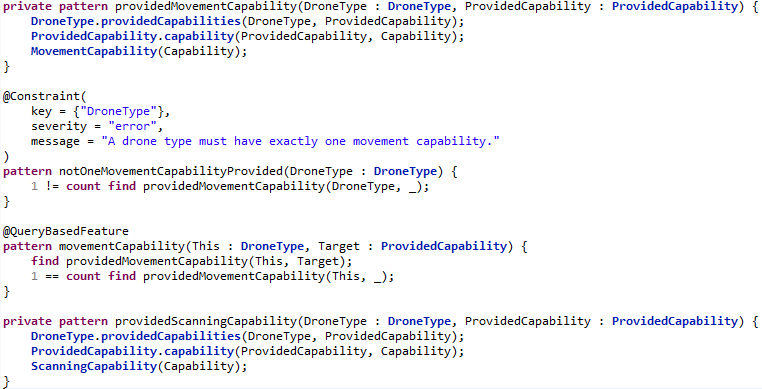 private pattern providedMovementCapability(DroneType : DroneType, ProvidedCapability : ProvidedCapability) {
    DroneType.providedCapabilities(DroneType, ProvidedCapability);
    ProvidedCapability.capability(ProvidedCapability, Capability);
    MovementCapability(Capability);
}

@Constraint(
    key = {"DroneType"},
    severity = "error",
    message = "A drone type must have exactly one movement capability."
)
pattern notOneMovementCapabilityProvided(DroneType : DroneType) {
    1 != count find providedMovementCapability(DroneType, _);
}

@QueryBasedFeature
pattern movementCapability(This : DroneType, Target : ProvidedCapability) {
    find providedMovementCapability(This, Target);
    1 == count find providedMovementCapability(This, _);
}

private pattern providedScanningCapability(DroneType : DroneType, ProvidedCapability : ProvidedCapability) {
    DroneType.providedCapabilities(DroneType, ProvidedCapability);
    ProvidedCapability.capability(ProvidedCapability, Capability);
    ScanningCapability(Capability);
}